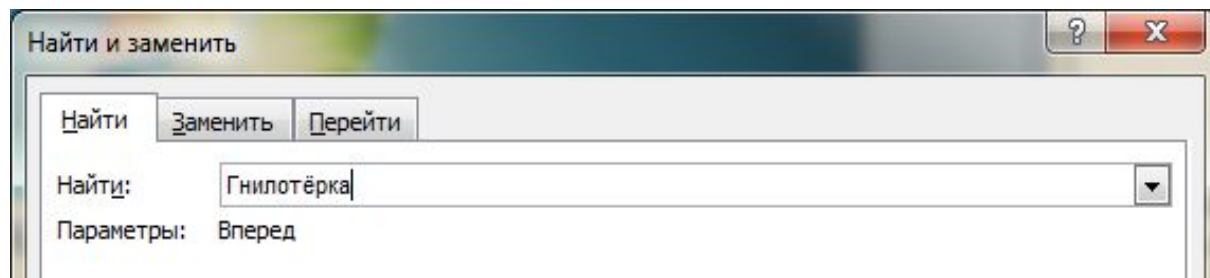 Найти и заменить
Найти Заменить Перейти
Найти: Гнилотёрка
Параметры: Вперед